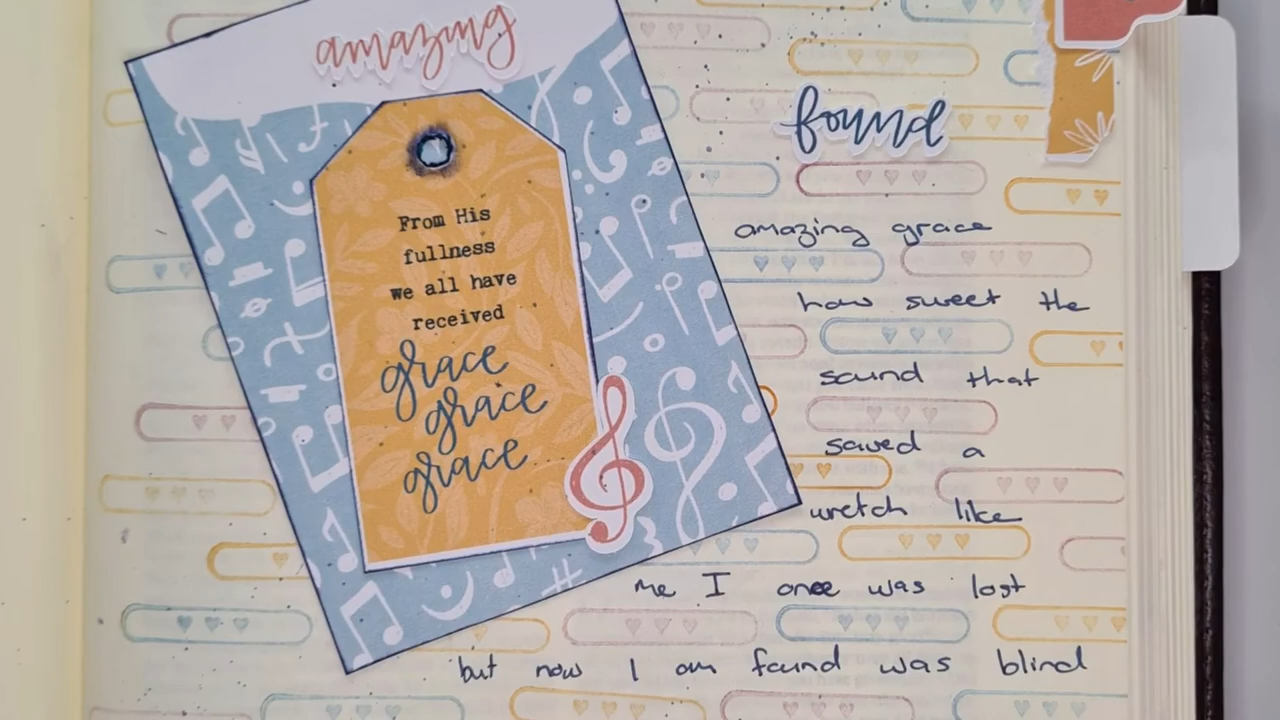 amazing
From His
fullness
we all have
received
grace
grace
grace
found
amazing grace
how sweet the
sound that
saved a
wretch like
me I once was lost
but now I am found was blind